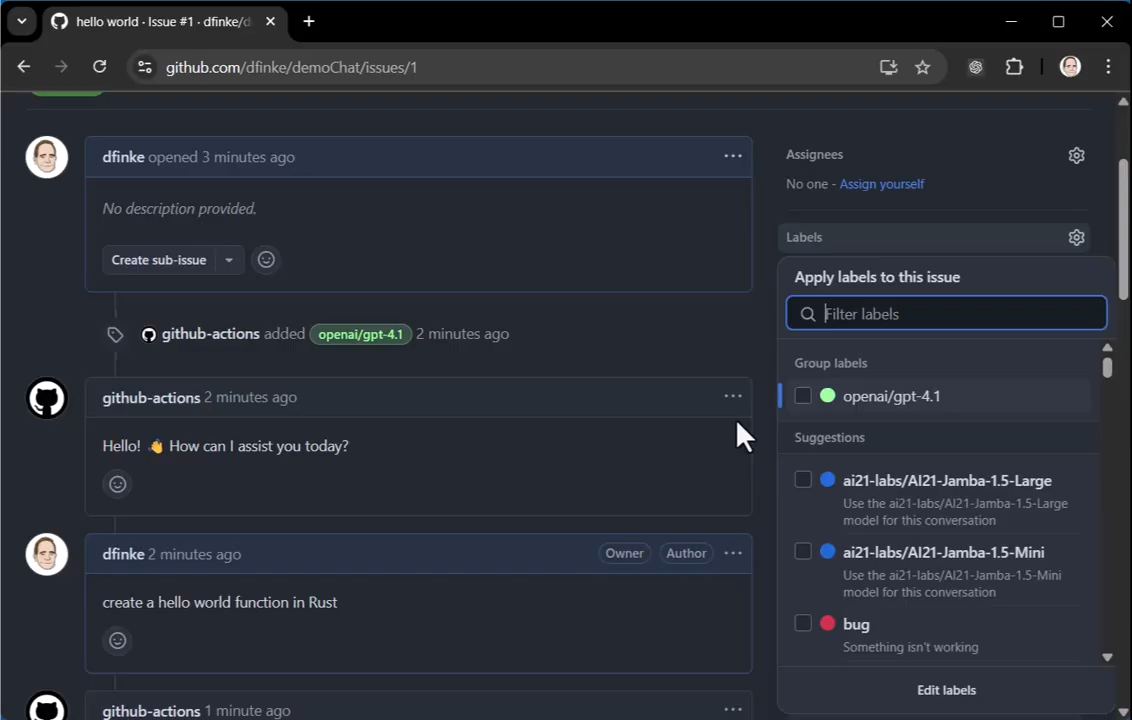 hello world · Issue #1 · dfinke/d
github.com/dfinke/demoChat/issues/1
dfinke opened 3 minutes ago
No description provided.
Create sub-issue
github-actions added openai/gpt-4.1 2 minutes ago
github-actions 2 minutes ago
Hello! 👋 How can I assist you today?
dfinke 2 minutes ago Owner Author
create a hello world function in Rust
github-actions 1 minute ago
Assignees
No one - Assign yourself
Labels
Apply labels to this issue
Filter labels
Group labels
openai/gpt-4.1
Suggestions
ai21-labs/AI21-Jamba-1.5-Large
Use the ai21-labs/AI21-Jamba-1.5-Large
model for this conversation
ai21-labs/AI21-Jamba-1.5-Mini
Use the ai21-labs/AI21-Jamba-1.5-Mini
model for this conversation
bug
Something isn't working
Edit labels